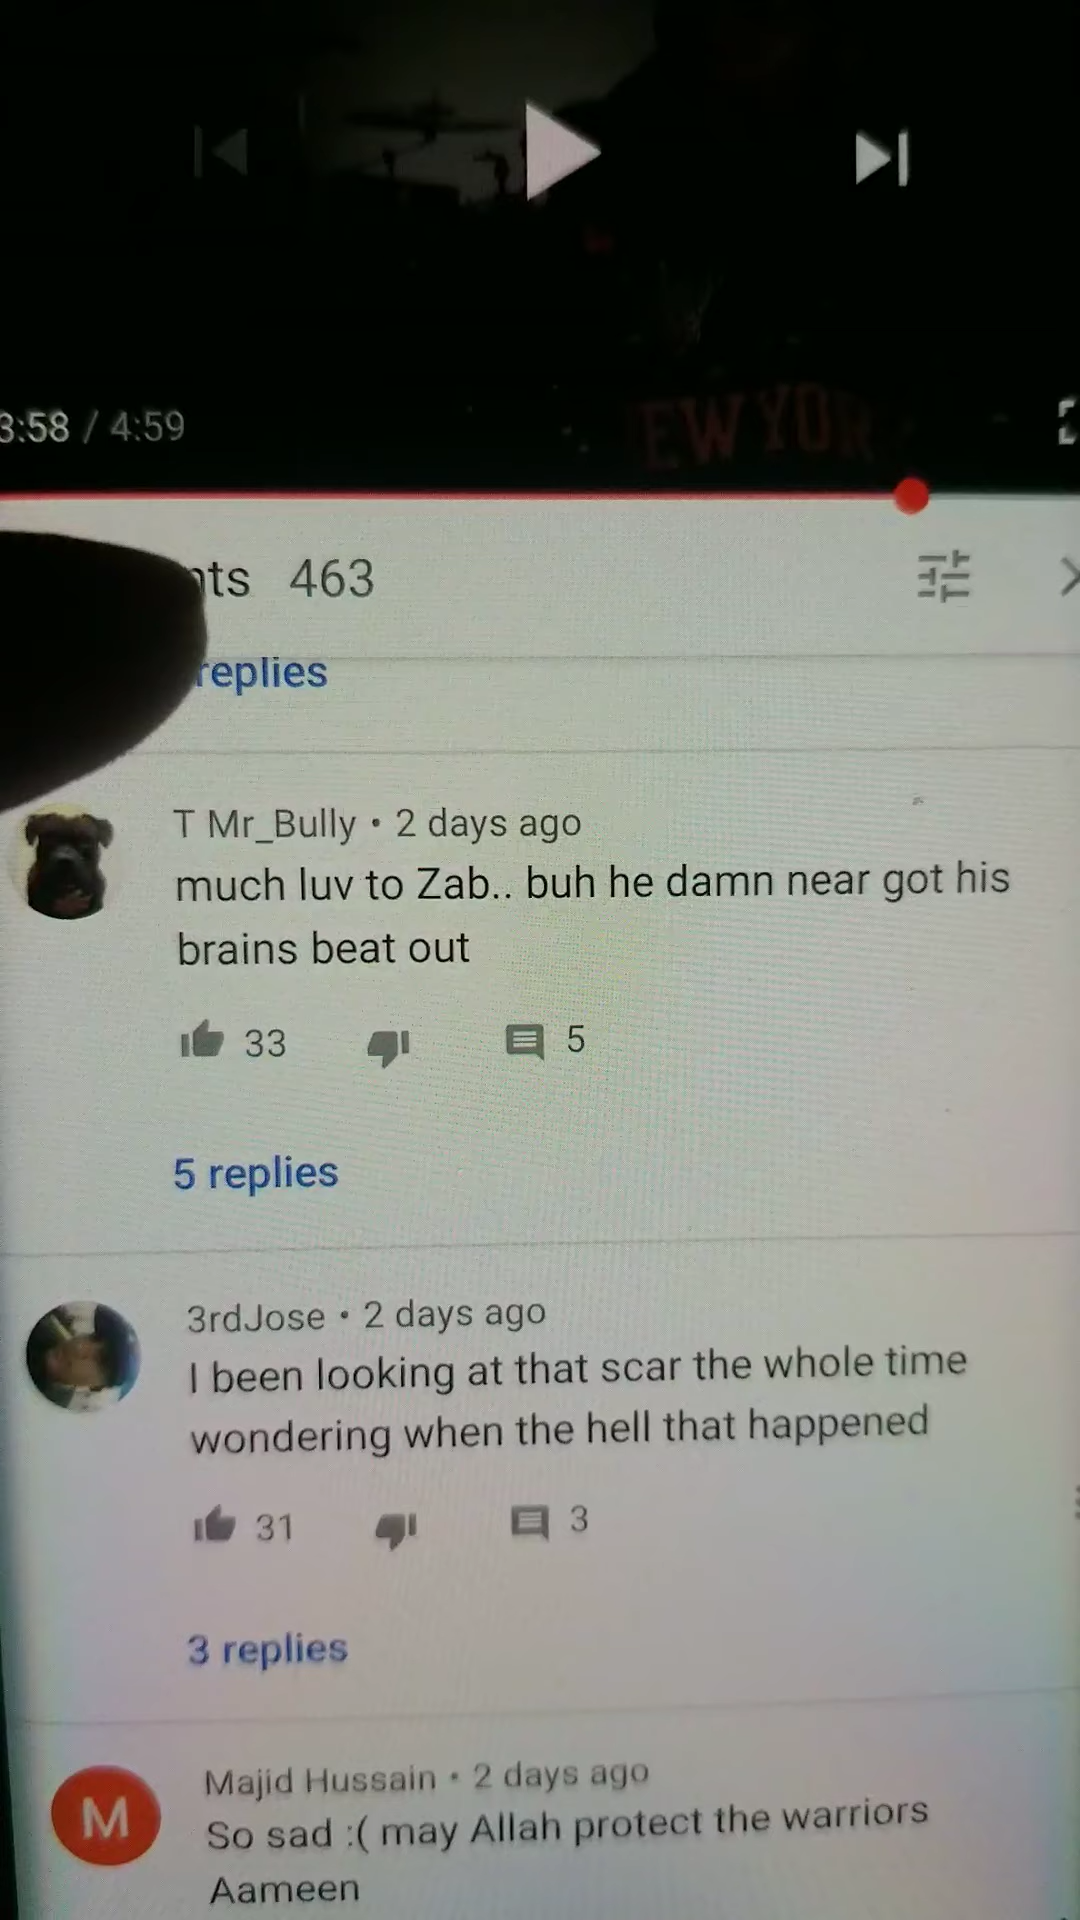 3:58 / 4:59
EW YOR
nts 463
replies
T Mr_Bully • 2 days ago
much luv to Zab.. buh he damn near got his
brains beat out
33 5
5 replies
3rdJose • 2 days ago
I been looking at that scar the whole time
wondering when the hell that happened
31 3
3 replies
M
Majid Hussain • 2 days ago
So sad :( may Allah protect the warriors
Aameen